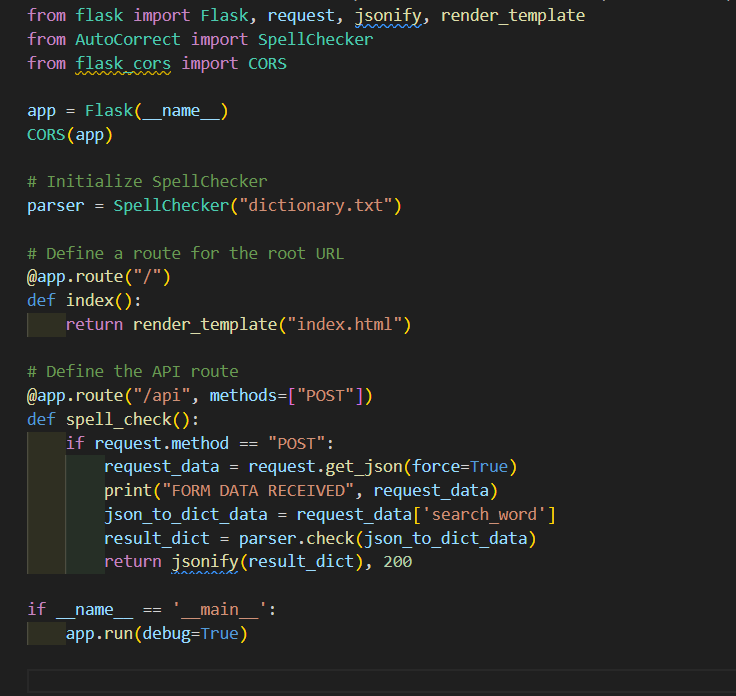 from flask import Flask, request, jsonify, render_template
from AutoCorrect import SpellChecker
from flask_cors import CORS

app = Flask(__name__)
CORS(app)

# Initialize SpellChecker
parser = SpellChecker("dictionary.txt")

# Define a route for the root URL
@app.route("/")
def index():
    return render_template("index.html")

# Define the API route
@app.route("/api", methods=["POST"])
def spell_check():
    if request.method == "POST":
        request_data = request.get_json(force=True)
        print("FORM DATA RECEIVED", request_data)
        json_to_dict_data = request_data['search_word']
        result_dict = parser.check(json_to_dict_data)
        return jsonify(result_dict), 200

if __name__ == '__main__':
    app.run(debug=True)